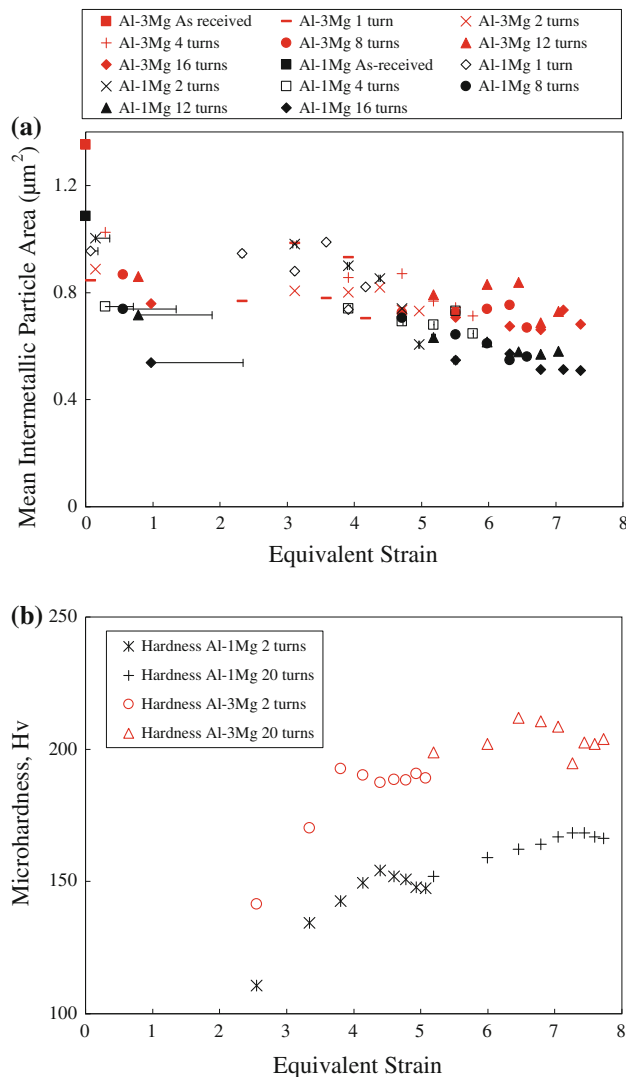 Al-3Mg As received Al-3Mg 1 turn Al-3Mg 2 turns
Al-3Mg 4 turns Al-3Mg 8 turns Al-3Mg 12 turns
Al-3Mg 16 turns Al-1Mg As-received Al-1Mg 1 turn
Al-1Mg 2 turns Al-1Mg 4 turns Al-1Mg 8 turns
Al-1Mg 12 turns Al-1Mg 16 turns
(a)
Mean Intermetallic Particle Area (μm²)
1.2
0.8
0.4
0
0 1 2 3 4 5 6 7 8
Equivalent Strain
(b)
Microhardness, Hv
250
200
150
100
Hardness Al-1Mg 2 turns
Hardness Al-1Mg 20 turns
Hardness Al-3Mg 2 turns
Hardness Al-3Mg 20 turns
0 1 2 3 4 5 6 7 8
Equivalent Strain